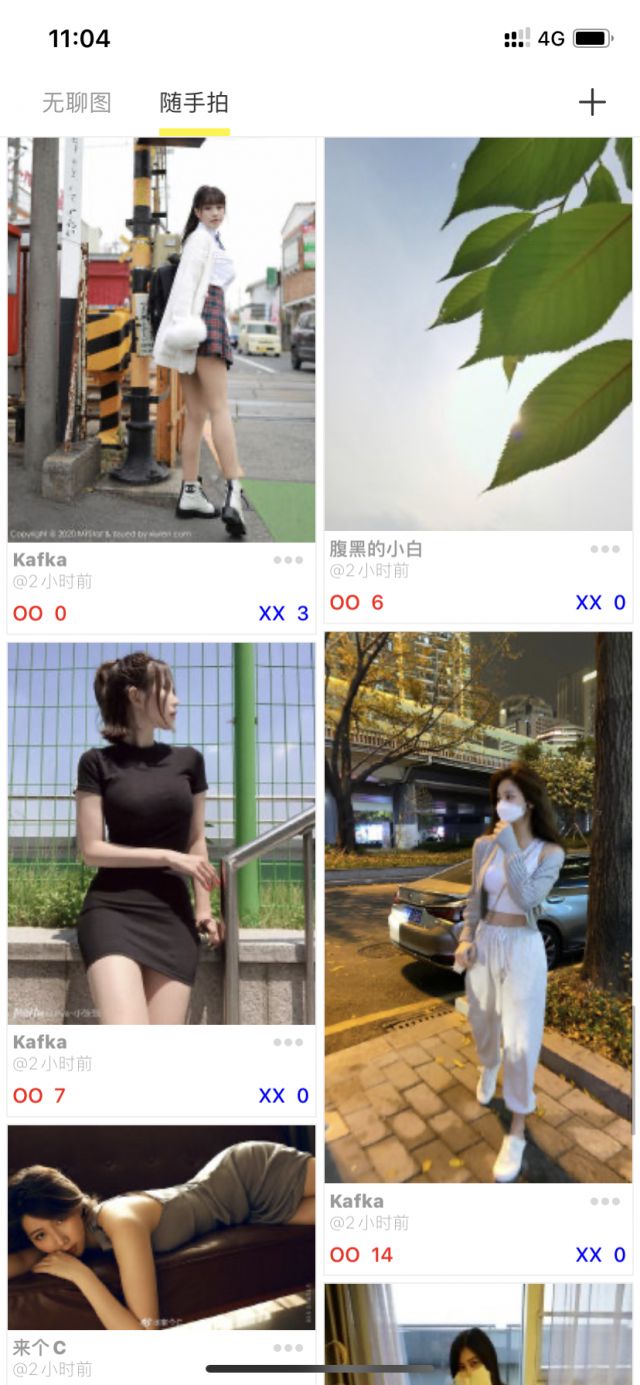 11:04
4G
无聊图
随手拍
Copyright © 2020 MiStar & Issued by xiuren.com
Kafka
@2小时前
OO 0
XX 3
腹黑的小白
@2小时前
OO 6
XX 0
Kafka
@2小时前
OO 7
XX 0
Kafka
@2小时前
OO 14
XX 0
来个C
@2小时前